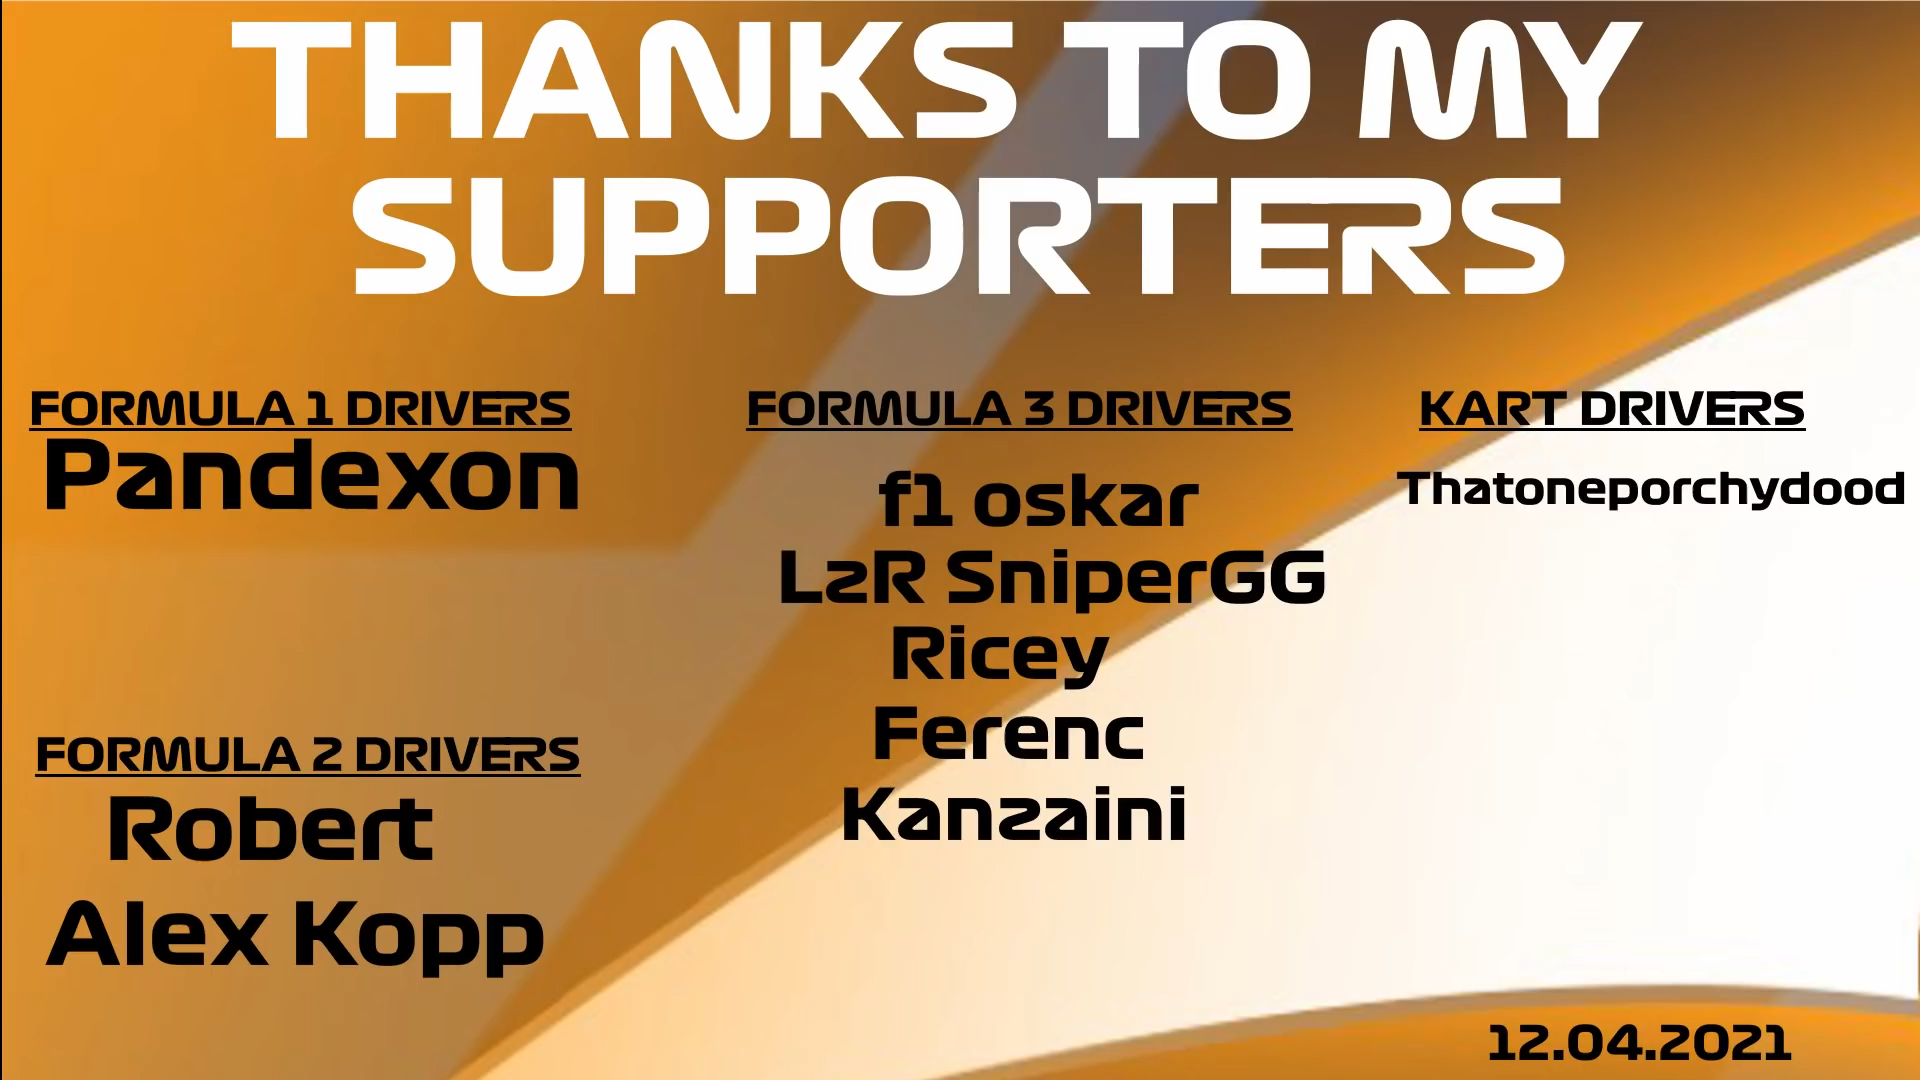 THANKS TO MY
SUPPORTERS
FORMULA 1 DRIVERS
Pandexon
FORMULA 2 DRIVERS
Robert
Alex Kopp
FORMULA 3 DRIVERS
f1 oskar
LzR SniperGG
Ricey
Ferenc
Kanzaini
KART DRIVERS
Thatoneporchydood
12.04.2021